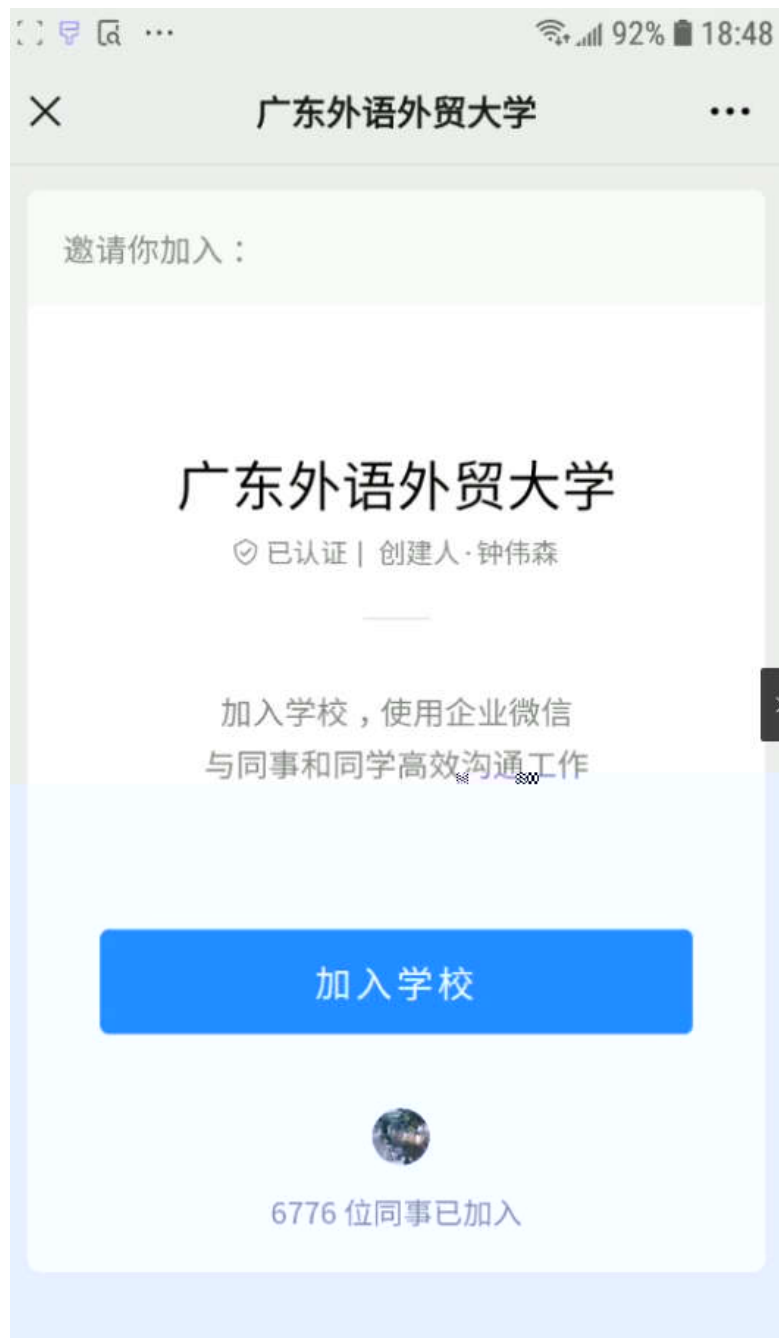 92% 18:48
广东外语外贸大学
邀请你加入：
广东外语外贸大学
已认证 | 创建人·钟伟森
加入学校，使用企业微信
与同事和同学高效沟通工作
加入学校
6776 位同事已加入